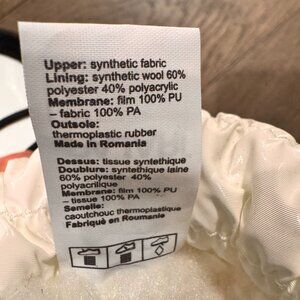 Upper: synthetic fabric
Lining: synthetic wool 60%
polyester 40% polyacrylic
Membrane: film 100% PU
– fabric 100% PA
Outsole:
thermoplastic rubber
Made in Romania
Dessus: tissue syntethique
Doublure: syntethique laine
60% polyester 40%
polyacrilique
Membrane: film 100% PU
– tissue 100% PA
Semelle:
caoutchouc thermoplastique
Fabriqué en Roumanie